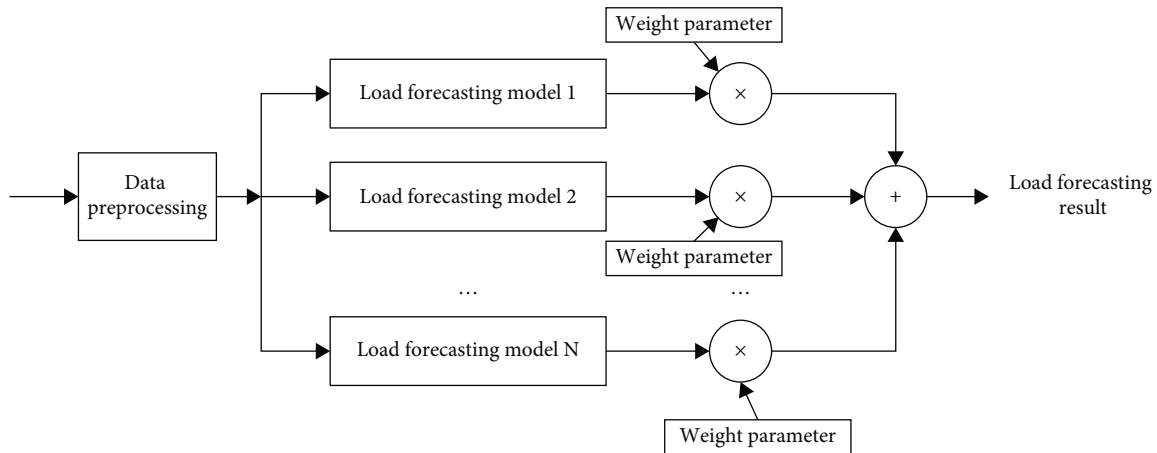 Weight parameter
Load forecasting model 1
×
Data
preprocessing
Load forecasting model 2
×
+
Load forecasting
result
Weight parameter
...
...
Load forecasting model N
×
Weight parameter